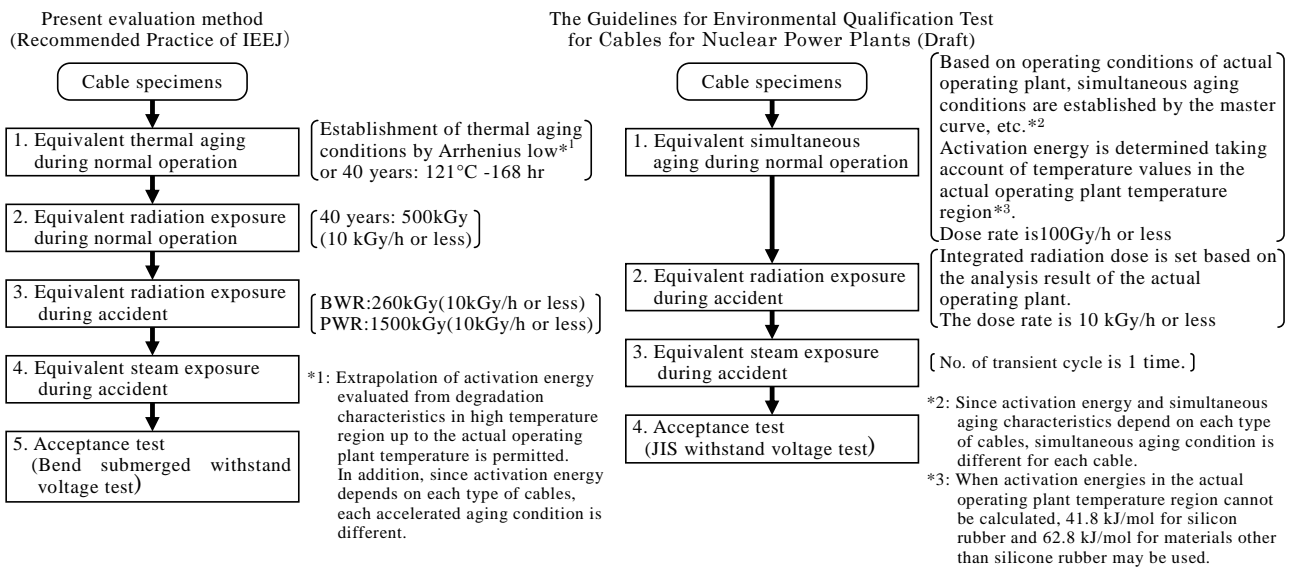 Present evaluation method
(Recommended Practice of IEEJ)
Cable specimens
1. Equivalent thermal aging
during normal operation
Establishment of thermal aging
conditions by Arrhenius low*1
or 40 years: 121°C -168 hr
2. Equivalent radiation exposure
during normal operation
40 years: 500kGy
(10 kGy/h or less)
3. Equivalent radiation exposure
during accident
BWR:260kGy(10kGy/h or less)
PWR:1500kGy(10kGy/h or less)
4. Equivalent steam exposure
during accident
5. Acceptance test
(Bend submerged withstand
voltage test)
*1: Extrapolation of activation energy
evaluated from degradation
characteristics in high temperature
region up to the actual operating
plant temperature is permitted.
In addition, since activation energy
depends on each type of cables,
each accelerated aging condition is
different.
The Guidelines for Environmental Qualification Test
for Cables for Nuclear Power Plants (Draft)
Cable specimens
1. Equivalent simultaneous
aging during normal operation
Based on operating conditions of actual
operating plant, simultaneous aging
conditions are established by the master
curve, etc.*2
Activation energy is determined taking
account of temperature values in the
actual operating plant temperature
region*3.
Dose rate is100Gy/h or less
2. Equivalent radiation exposure
during accident
Integrated radiation dose is set based on
the analysis result of the actual
operating plant.
The dose rate is 10 kGy/h or less
3. Equivalent steam exposure
during accident
No. of transient cycle is 1 time.
4. Acceptance test
(JIS withstand voltage test)
*2: Since activation energy and simultaneous
aging characteristics depend on each type
of cables, simultaneous aging condition is
different for each cable.
*3: When activation energies in the actual
operating plant temperature region cannot
be calculated, 41.8 kJ/mol for silicon
rubber and 62.8 kJ/mol for materials other
than silicone rubber may be used.